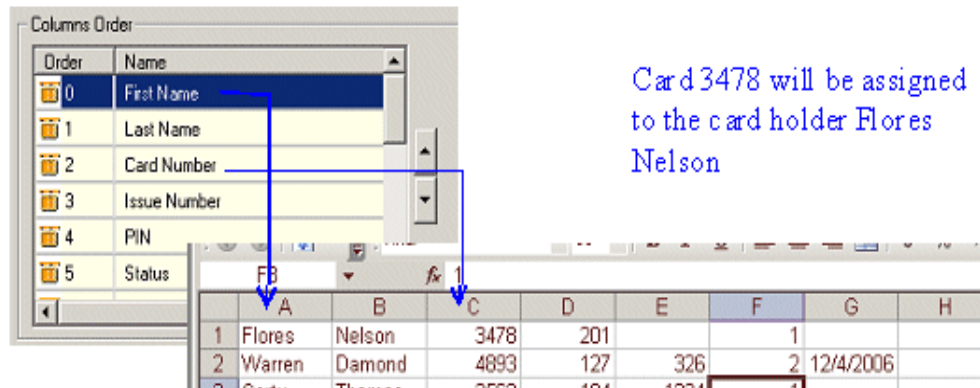 Columns Order
Order Name
0 First Name
1 Last Name
2 Card Number
3 Issue Number
4 PIN
5 Status
Card 3478 will be assigned
to the card holder Flores
Nelson
fx 1
A B C D E F G H
1 Flores Nelson 3478 201 1
2 Warren Damond 4893 127 326 2 12/4/2006